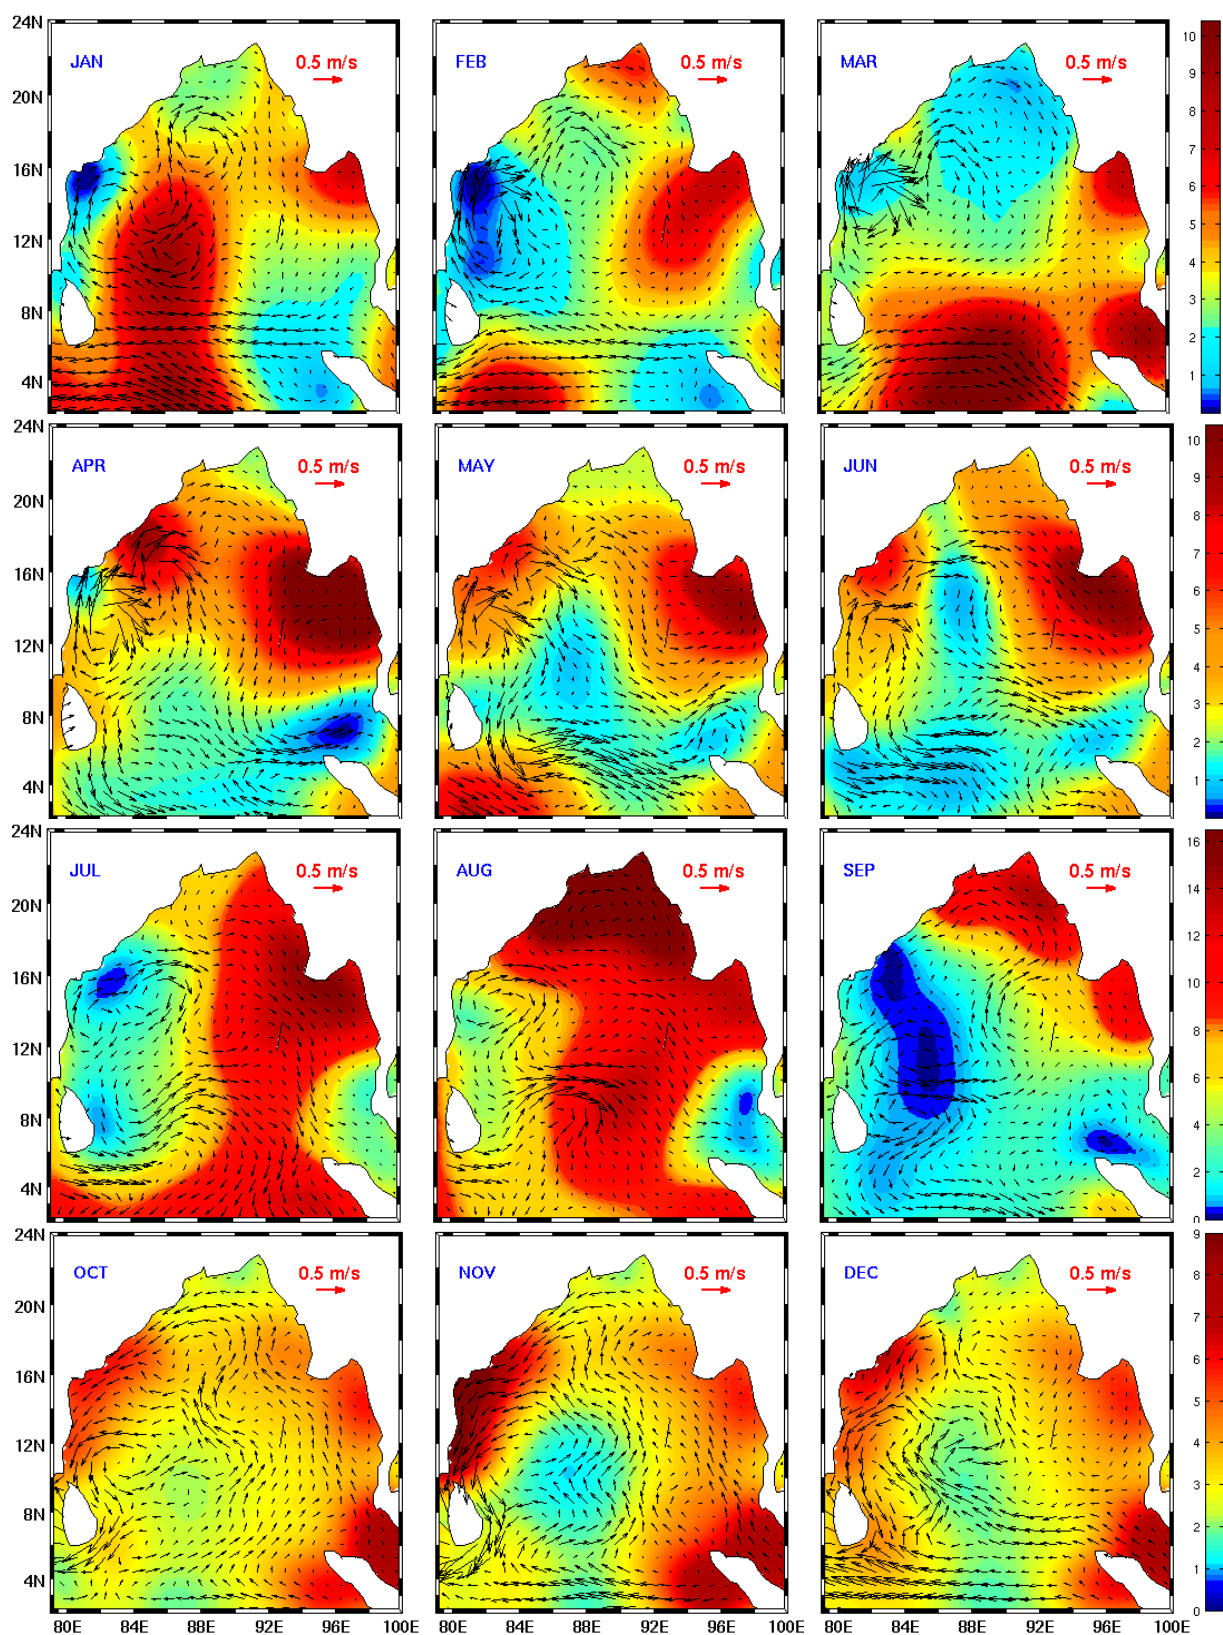 24N
JAN 0.5 m/s FEB 0.5 m/s MAR 0.5 m/s 10
9
20N
8
7
16N
6
12N 5
4
8N
3
2
4N
1
24N
APR 0.5 m/s MAY 0.5 m/s JUN 0.5 m/s 10
9
20N
8
7
16N
6
12N 5
4
8N
3
2
4N
1
24N
16
JUL 0.5 m/s AUG 0.5 m/s SEP 0.5 m/s
14
20N
12
16N
10
12N 8
6
8N
4
4N 2
0
24N 9
OCT 0.5 m/s NOV 0.5 m/s DEC 0.5 m/s
8
20N
7
6
16N
5
12N
4
3
8N
2
4N
1
0
80E 84E 88E 92E 96E 100E 80E 84E 88E 92E 96E 100E 80E 84E 88E 92E 96E 100E